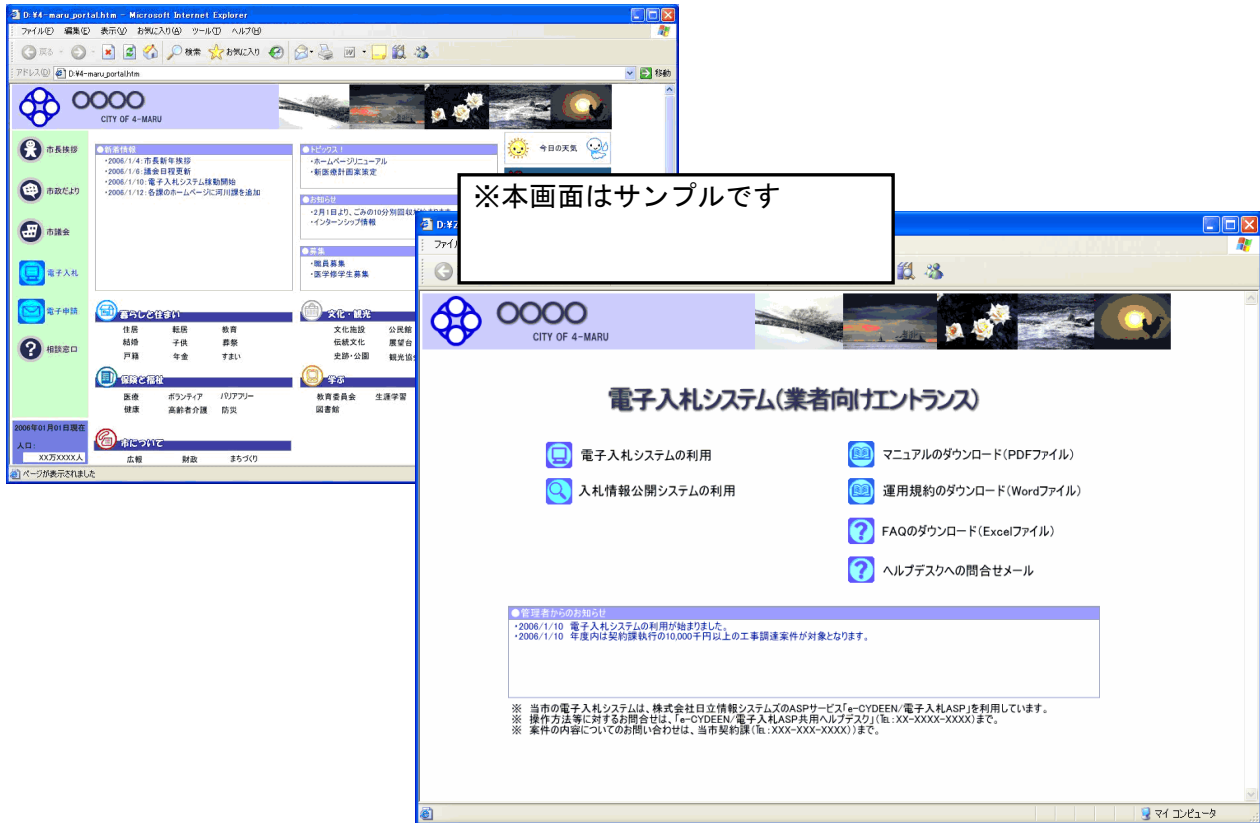 D:¥4-maru_portal.htm - Microsoft Internet Explorer
ファイル(F) 編集(E) 表示(V) お気に入り(A) ツール(T) ヘルプ(H)
戻る 検索 お気に入り
アドレス(D) D:¥4-maru_portal.htm 移動
○○○○
CITY OF 4-MARU
市長挨拶
市政だより
市議会
電子入札
電子申請
相談窓口
2006年01月01日現在
人口:
XX万XXXX人
●新着情報
・2006/1/4:市長新年挨拶
・2006/1/6:議会日程更新
・2006/1/10:電子入札システム稼動開始
・2006/1/12:各課のホームページに河川課を追加
●トピックス!
・ホームページリニューアル
・新医療計画案策定
●お知らせ
・2月1日より、ごみの10分別回収が始まります
・インターンシップ情報
●募集
・職員募集
・医学修学生募集
今日の天気
暮らしと住まい
住居 転居 教育
結婚 子供 葬祭
戸籍 年金 すまい
文化・観光
文化施設 公民館
伝統文化 展望台
史跡・公園 観光協
保険と福祉
医療 ボランティア バリアフリー
健康 高齢者介護 防災
学ぶ
教育委員会 生涯学習
図書館
市について
広報 財政 まちづくり
ページが表示されました
※本画面はサンプルです
D:¥
ファイル
○○○○
CITY OF 4-MARU
電子入札システム(業者向けエントランス)
電子入札システムの利用
入札情報公開システムの利用
マニュアルのダウンロード(PDFファイル)
運用規約のダウンロード(Wordファイル)
FAQのダウンロード(Excelファイル)
ヘルプデスクへの問合せメール
●管理者からのお知らせ
・2006/1/10 電子入札システムの利用が始まりました。
・2006/1/10 年度内は契約課執行の10,000千円以上の工事調達案件が対象となります。
※ 当市の電子入札システムは、株式会社日立情報システムズのASPサービス「e-CYDEEN/電子入札ASP」を利用しています。
※ 操作方法等に対するお問合せは、「e-CYDEEN/電子入札ASP共用ヘルプデスク」(℡:XX-XXXX-XXXX)まで。
※ 案件の内容についてのお問い合わせは、当市契約課(℡:XXX-XXX-XXXX))まで。
マイ コンピュータ